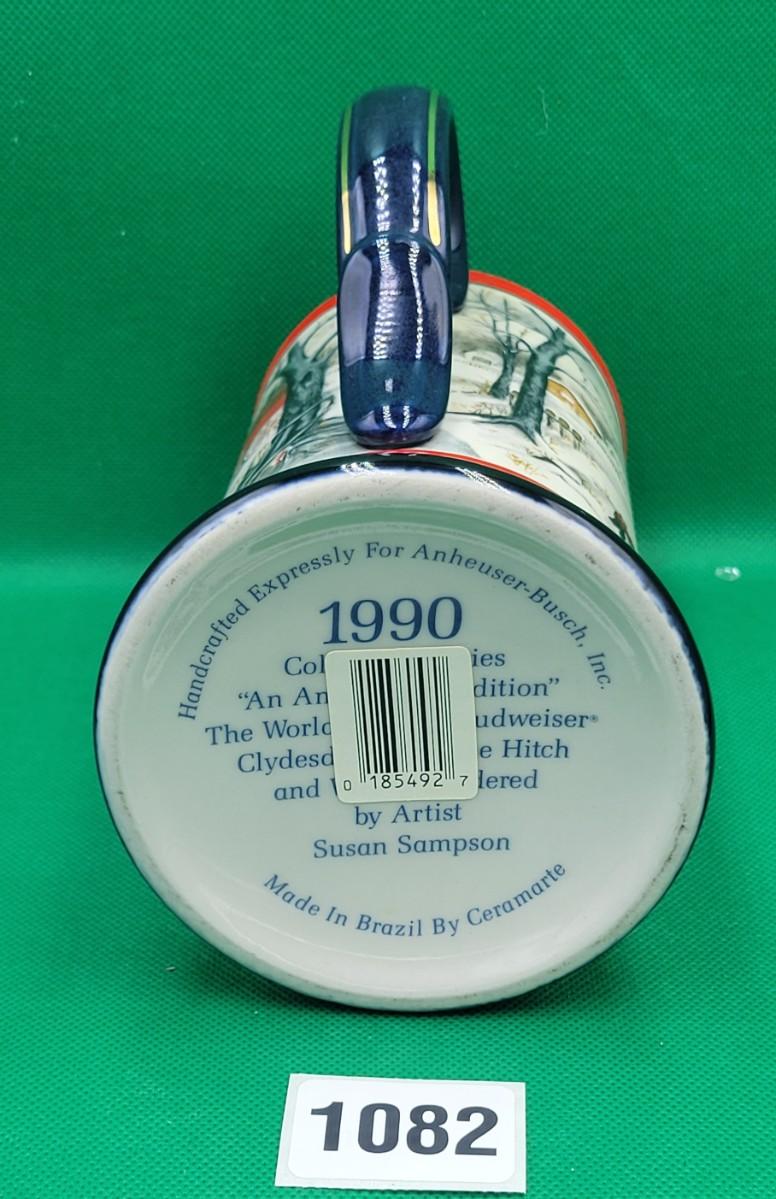 Handcrafted Expressly For Anheuser-Busch, Inc.
1990
Col ies
"An An dition"
The World udweiser®
Clydesd e Hitch
and W dered
by Artist
Susan Sampson
Made In Brazil By Ceramarte
0 185492 7
1082